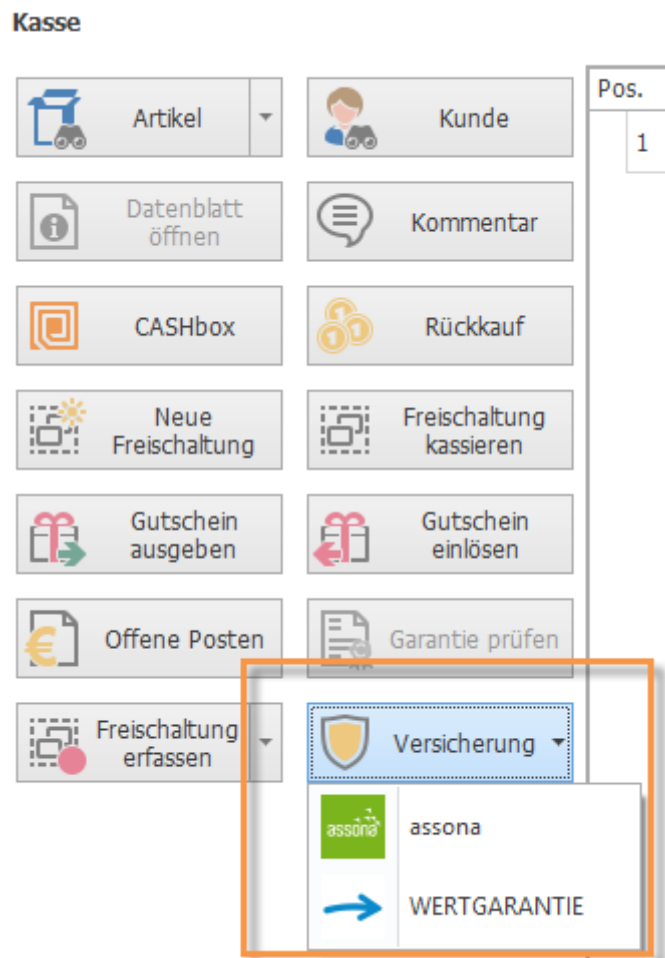 Kasse
Artikel
Kunde
Pos.
1
Datenblatt
öffnen
Kommentar
CASHbox
Rückkauf
Neue
Freischaltung
Freischaltung
kassieren
Gutschein
ausgeben
Gutschein
einlösen
Offene Posten
Garantie prüfen
Freischaltung
erfassen
Versicherung
assona
assona
WERTGARANTIE